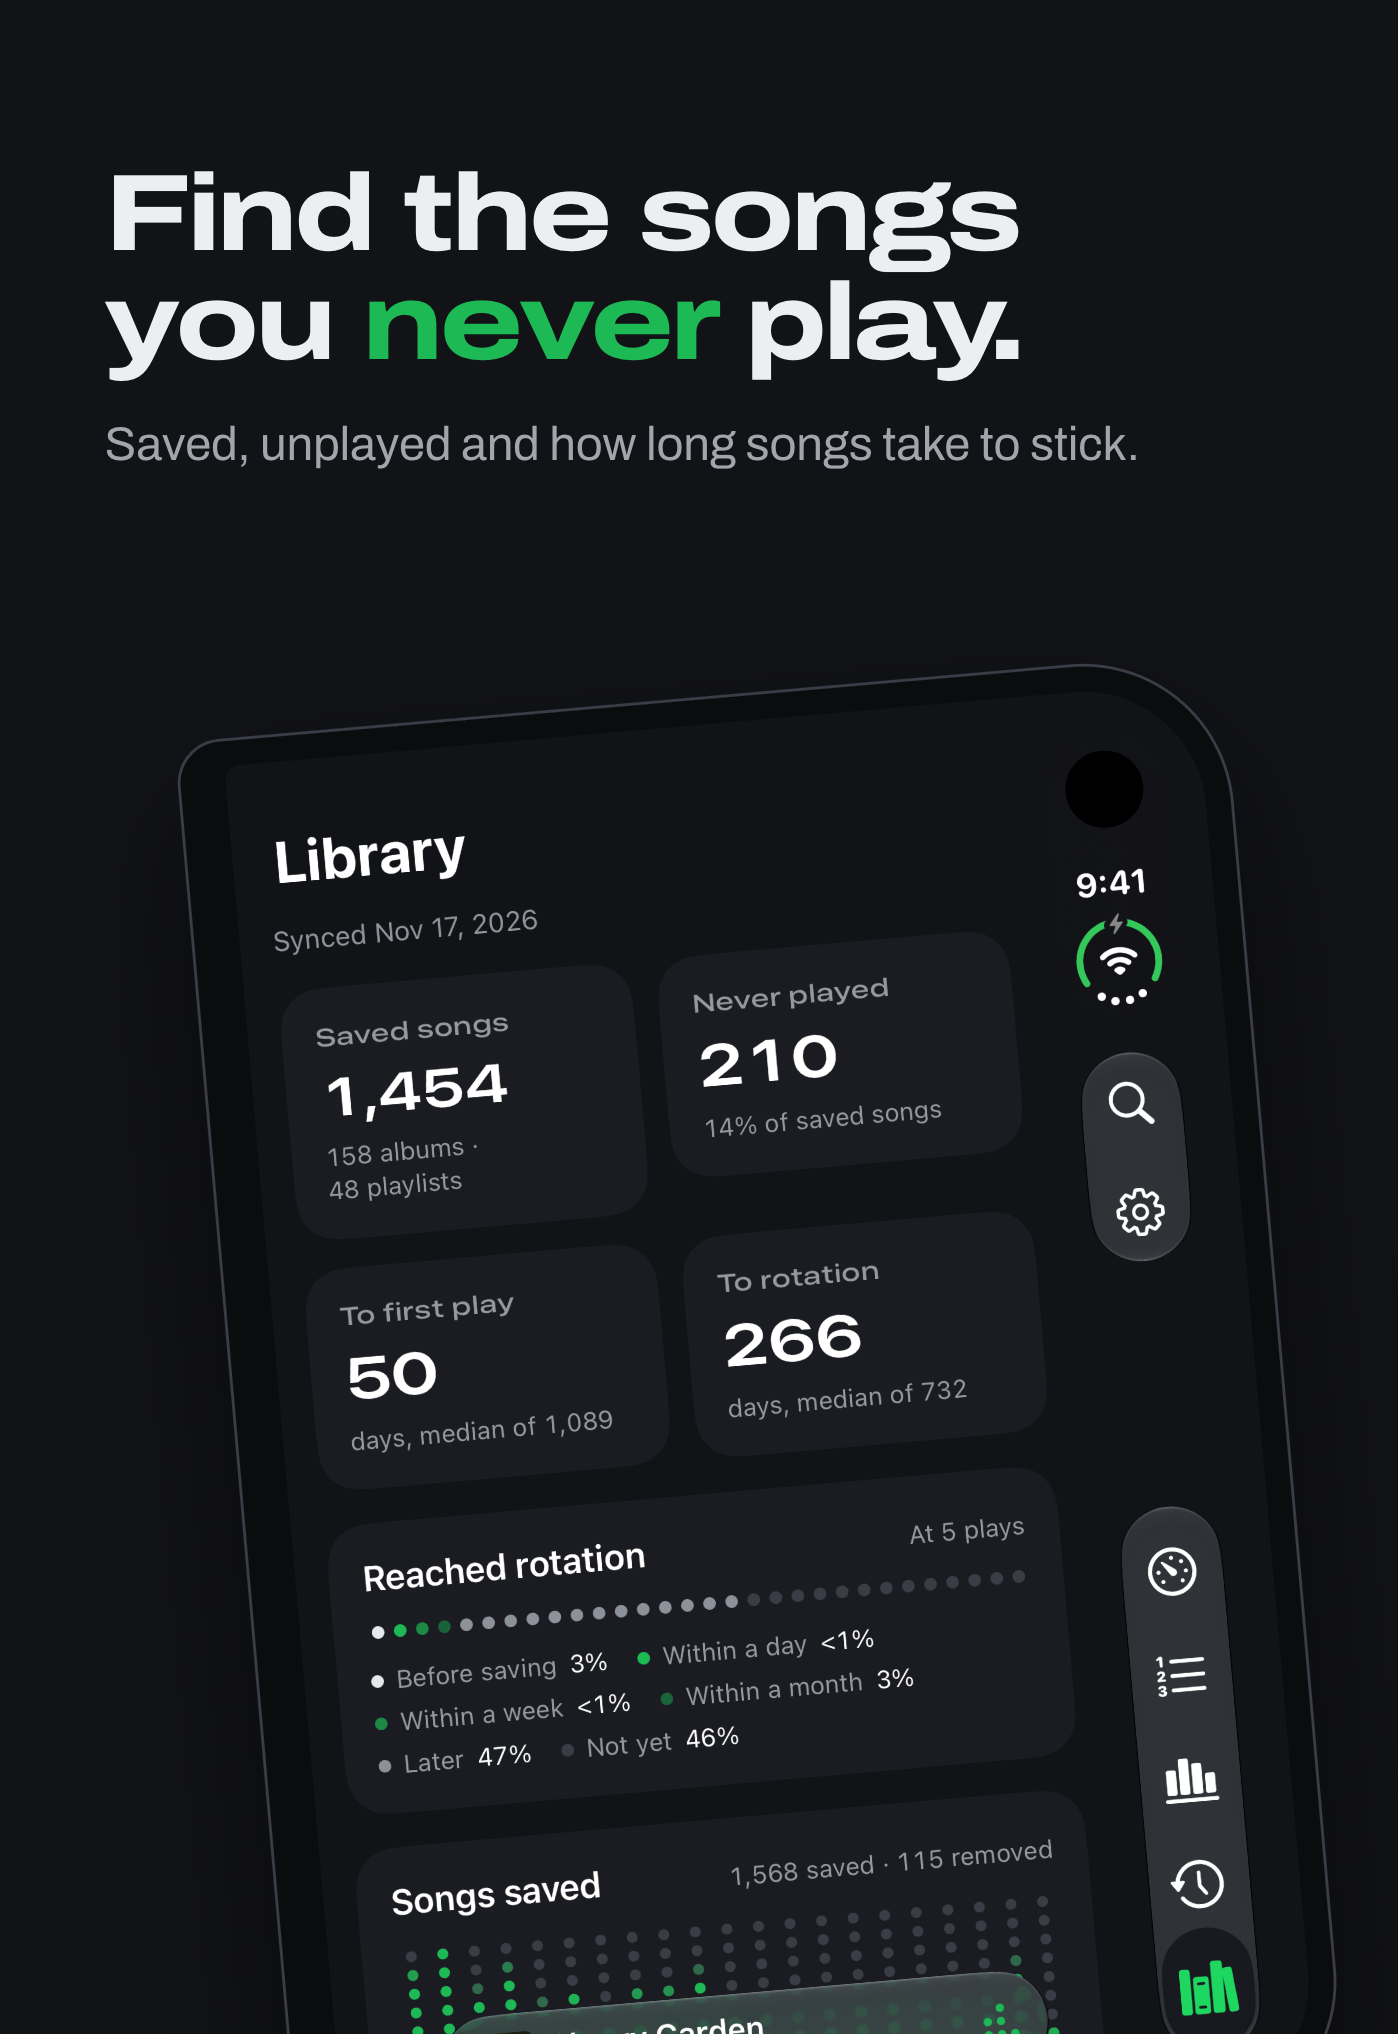 Find the songs
you never play.
Saved, unplayed and how long songs take to stick.
Library
9:41
Synced Nov 17, 2026
Saved songs
1,454
158 albums ·
48 playlists
Never played
210
14% of saved songs
To first play
50
days, median of 1,089
To rotation
266
days, median of 732
Reached rotation
At 5 plays
Before saving 3% Within a day <1%
Within a week <1% Within a month 3%
Later 47% Not yet 46%
1
2
3
Songs saved
1,568 saved · 115 removed
Garden